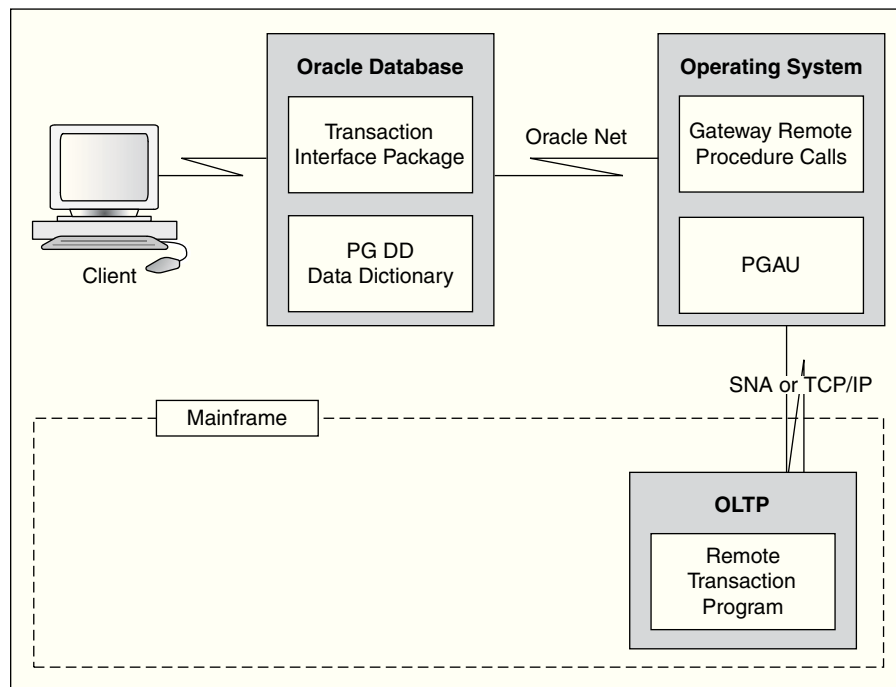 Oracle Database
Transaction
Interface Package
PG DD
Data Dictionary
Client
Oracle Net
Operating System
Gateway Remote
Procedure Calls
PGAU
SNA or TCP/IP
Mainframe
OLTP
Remote
Transaction
Program